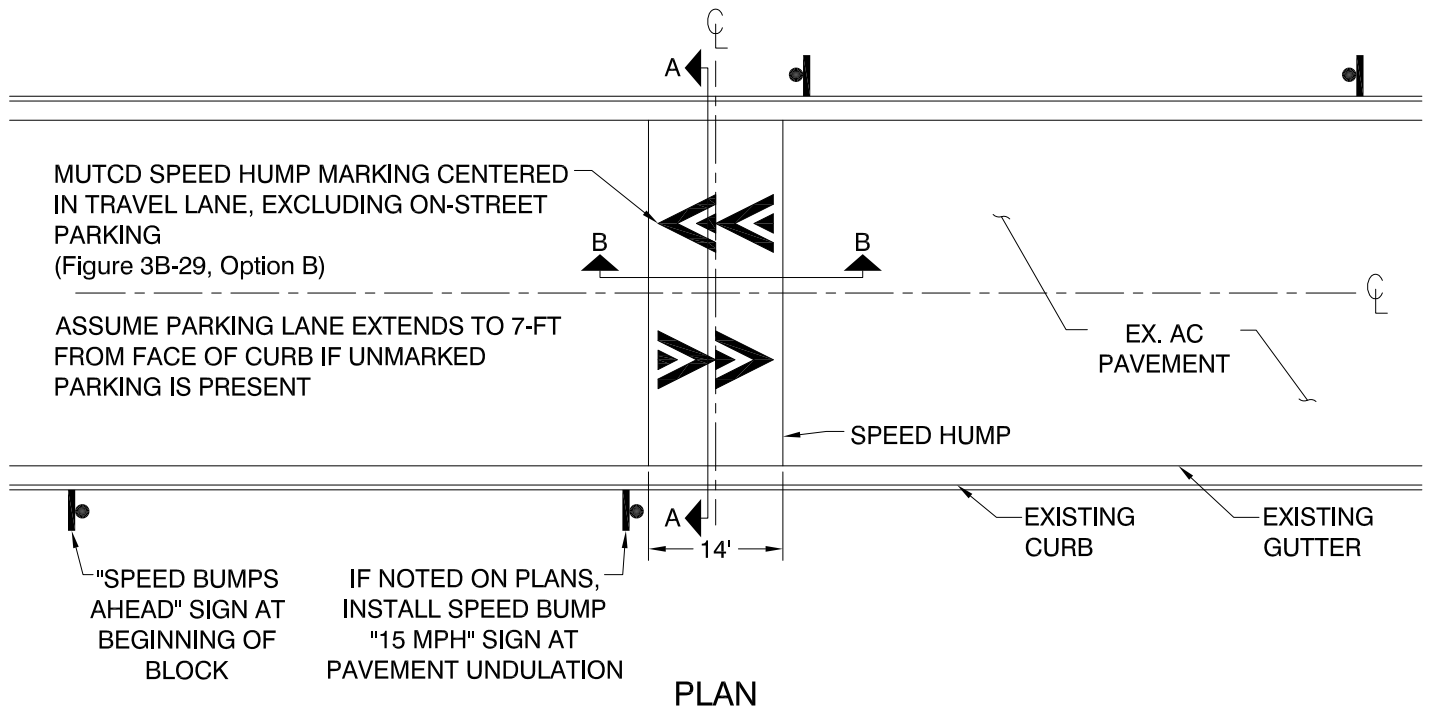 ℄
A
MUTCD SPEED HUMP MARKING CENTERED
IN TRAVEL LANE, EXCLUDING ON-STREET
PARKING
(Figure 3B-29, Option B)
B
B
℄
ASSUME PARKING LANE EXTENDS TO 7-FT
FROM FACE OF CURB IF UNMARKED
PARKING IS PRESENT
EX. AC
PAVEMENT
SPEED HUMP
A
14'
EXISTING
CURB
EXISTING
GUTTER
"SPEED BUMPS
AHEAD" SIGN AT
BEGINNING OF
BLOCK
IF NOTED ON PLANS,
INSTALL SPEED BUMP
"15 MPH" SIGN AT
PAVEMENT UNDULATION
PLAN